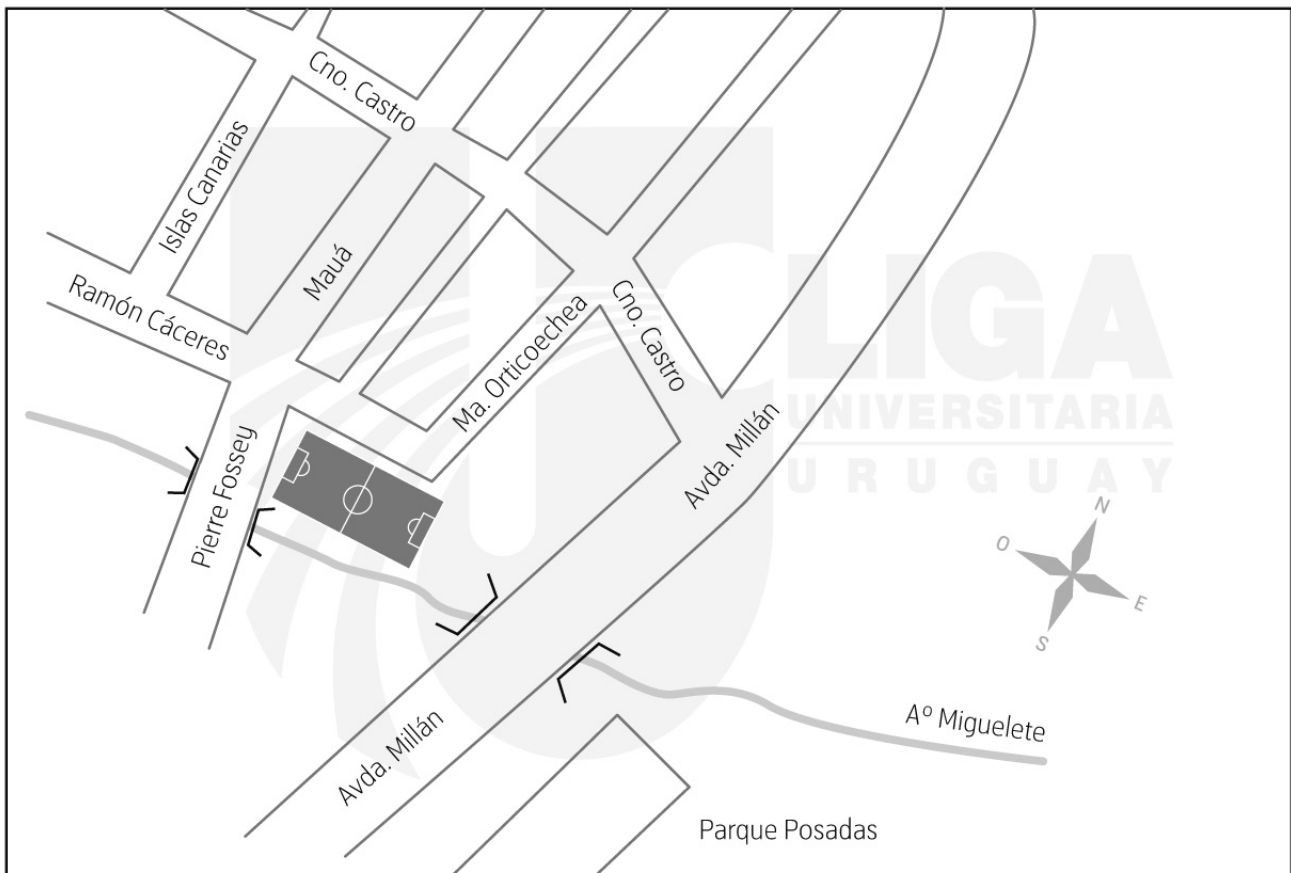 Cno. Castro
Islas Canarias
Mauá
Ramón Cáceres
Ma. Orticoechea
Cno. Castro
LIGA
UNIVERSITARIA
URUGUAY
Avda. Millán
Pierre Fossey
N
O
E
S
Aº Miguelete
Avda. Millán
Parque Posadas